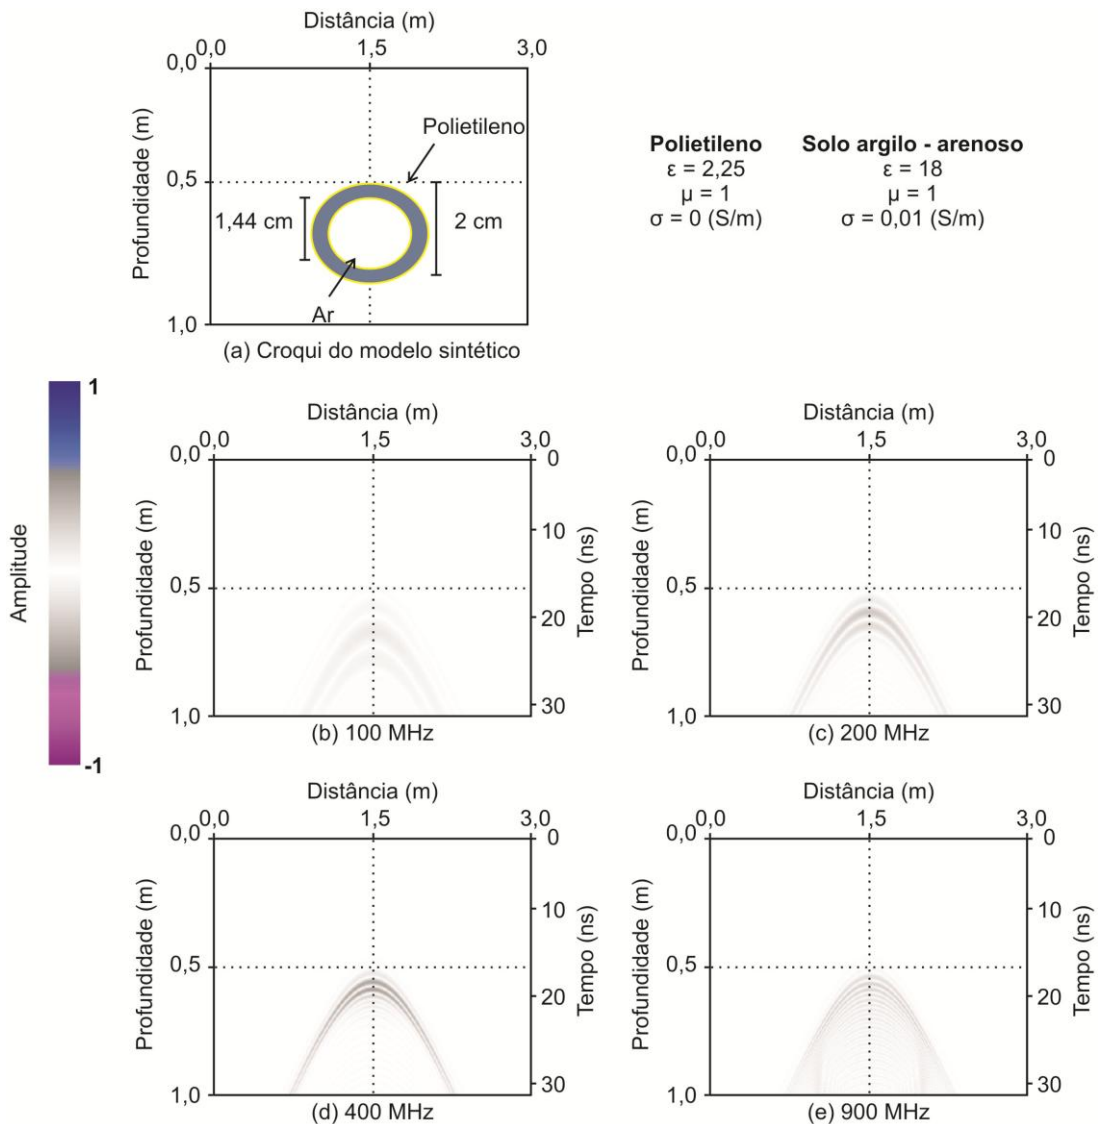 Distância (m)
0,0 1,5 3,0
0,0
0,5
1,0
Profundidade (m)
Polietileno
1,44 cm
2 cm
Ar
(a) Croqui do modelo sintético
Polietileno
ε = 2,25
μ = 1
σ = 0 (S/m)
Solo argilo - arenoso
ε = 18
μ = 1
σ = 0,01 (S/m)
Amplitude
1
-1
Distância (m)
0,0 1,5 3,0
0,0
0,5
1,0
Profundidade (m)
0
10
20
30
Tempo (ns)
(b) 100 MHz
Distância (m)
0,0 1,5 3,0
0,0
0,5
1,0
Profundidade (m)
0
10
20
30
Tempo (ns)
(c) 200 MHz
Distância (m)
0,0 1,5 3,0
0,0
0,5
1,0
Profundidade (m)
0
10
20
30
Tempo (ns)
(d) 400 MHz
Distância (m)
0,0 1,5 3,0
0,0
0,5
1,0
Profundidade (m)
0
10
20
30
Tempo (ns)
(e) 900 MHz